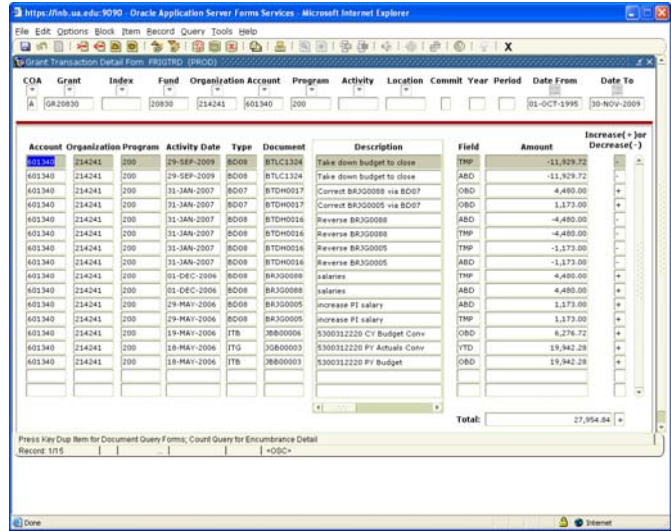 https://inb.ua.edu:9090 - Oracle Application Server Forms Services - Microsoft Internet Explorer
File Edit Options Block Item Record Query Tools Help
Grant Transaction Detail Form FRIGTRD (PROD)
COA Grant Index Fund Organization Account Program Activity Location Commit Year Period Date From Date To
A GR20830 20830 214241 601340 200 01-OCT-1995 30-NOV-2009
Increase(+)or
Account Organization Program Activity Date Type Document Description Field Amount Decrease(-)
601340 214241 200 29-SEP-2009 BD08 BTLC1324 Take down budget to close TMP -11,929.72 -
601340 214241 200 29-SEP-2009 BD08 BTLC1324 Take down budget to close ABD -11,929.72 -
601340 214241 200 31-JAN-2007 BD07 BTDH0017 Correct BRJG0088 via BD07 OBD 4,480.00 +
601340 214241 200 31-JAN-2007 BD07 BTDH0017 Correct BRJG0005 via BD07 OBD 1,173.00 +
601340 214241 200 31-JAN-2007 BD08 BTDH0016 Reverse BRJG0088 ABD -4,480.00 -
601340 214241 200 31-JAN-2007 BD08 BTDH0016 Reverse BRJG0088 TMP -4,480.00 -
601340 214241 200 31-JAN-2007 BD08 BTDH0016 Reverse BRJG0005 TMP -1,173.00 -
601340 214241 200 31-JAN-2007 BD08 BTDH0016 Reverse BRJG0005 ABD -1,173.00 -
601340 214241 200 01-DEC-2006 BD08 BRJG0088 salaries TMP 4,480.00 +
601340 214241 200 01-DEC-2006 BD08 BRJG0088 salaries ABD 4,480.00 +
601340 214241 200 29-MAY-2006 BD08 BRJG0005 increase PI salary ABD 1,173.00 +
601340 214241 200 29-MAY-2006 BD08 BRJG0005 increase PI salary TMP 1,173.00 +
601340 214241 200 19-MAY-2006 ITB JBB00006 5300312220 CY Budget Conv OBD 6,276.72 +
601340 214241 200 18-MAY-2006 ITG JGB00003 5300312220 PY Actuals Conv YTD 19,942.28 +
601340 214241 200 18-MAY-2006 ITB JBB00003 5300312220 PY Budget OBD 19,942.28 +
Total: 27,954.84 +
Press Key Dup Item for Document Query Forms; Count Query for Encumbrance Detail
Record: 1/15 ... <OSC>
Done Internet